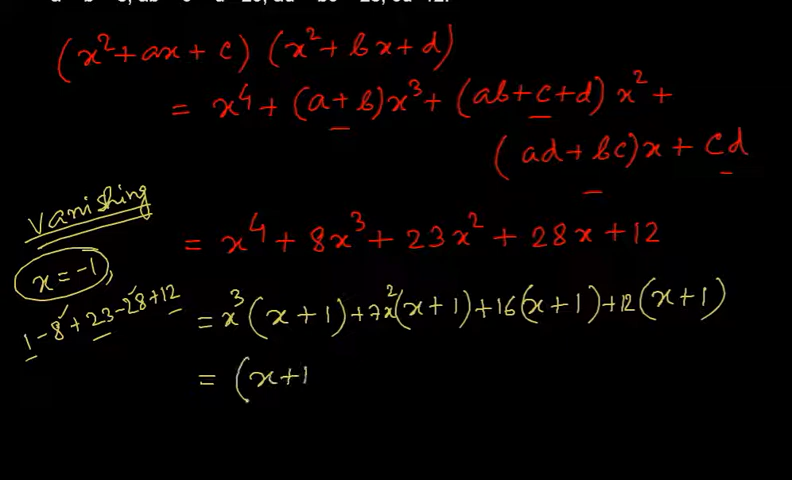 (x² + ax + c) (x² + bx + d)
= x⁴ + (a + b)x³ + (ab + c + d) x² +
(ad + bc)x + cd
Vanishing
= x⁴ + 8x³ + 23x² + 28x + 12
x = -1,
1 - 8 + 23 - 28 + 12
= x³(x + 1) + 7x²(x + 1) + 16(x + 1) + 12(x + 1)
= (x+1